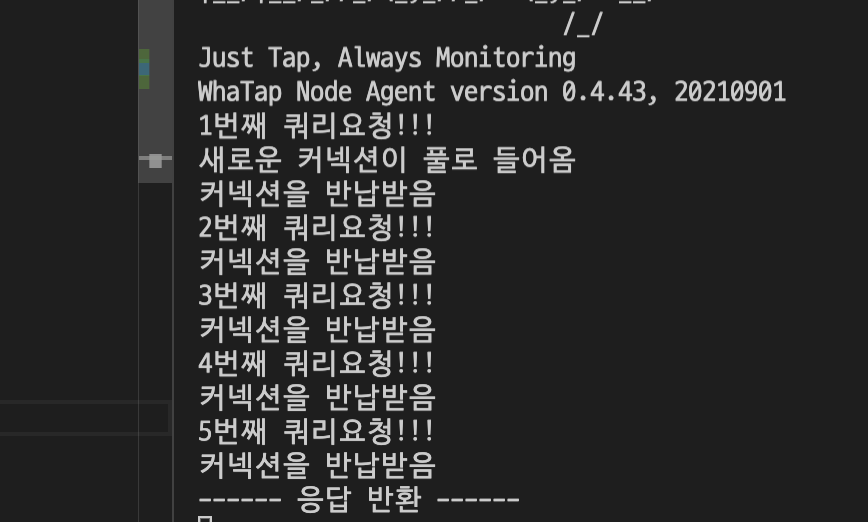 /_/
Just Tap, Always Monitoring
WhaTap Node Agent version 0.4.43, 20210901
1번째 쿼리요청!!!
새로운 커넥션이 풀로 들어옴
커넥션을 반납받음
2번째 쿼리요청!!!
커넥션을 반납받음
3번째 쿼리요청!!!
커넥션을 반납받음
4번째 쿼리요청!!!
커넥션을 반납받음
5번째 쿼리요청!!!
커넥션을 반납받음
------ 응답 반환 -------